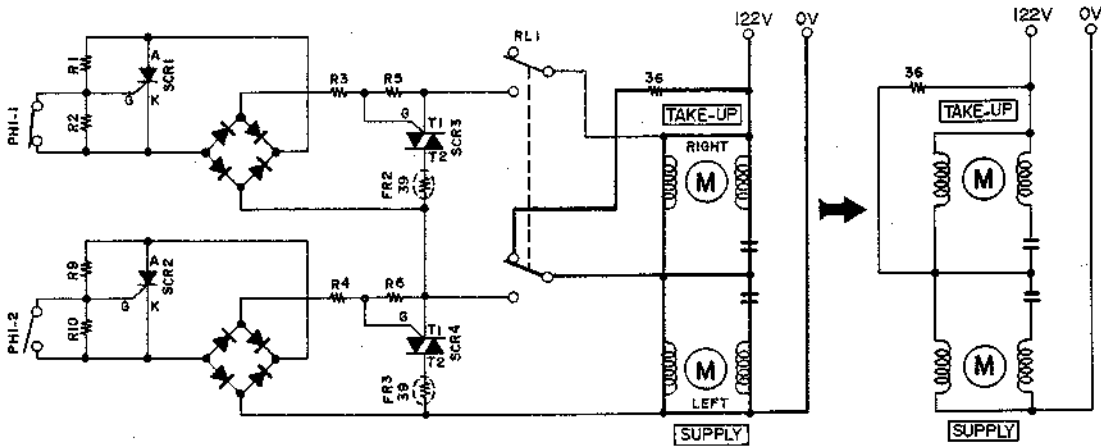 122V
0V
R1
A
SCR1
G
K
R2
PH1-1
R3
R5
G
T1
T2
SCR3
FR2
39
RL1
36
TAKE-UP
RIGHT
M
122V
0V
36
TAKE-UP
M
R9
A
SCR2
G
K
R10
PH1-2
R4
R6
G
T1
T2
SCR4
FR3
39
M
LEFT
SUPPLY
M
SUPPLY